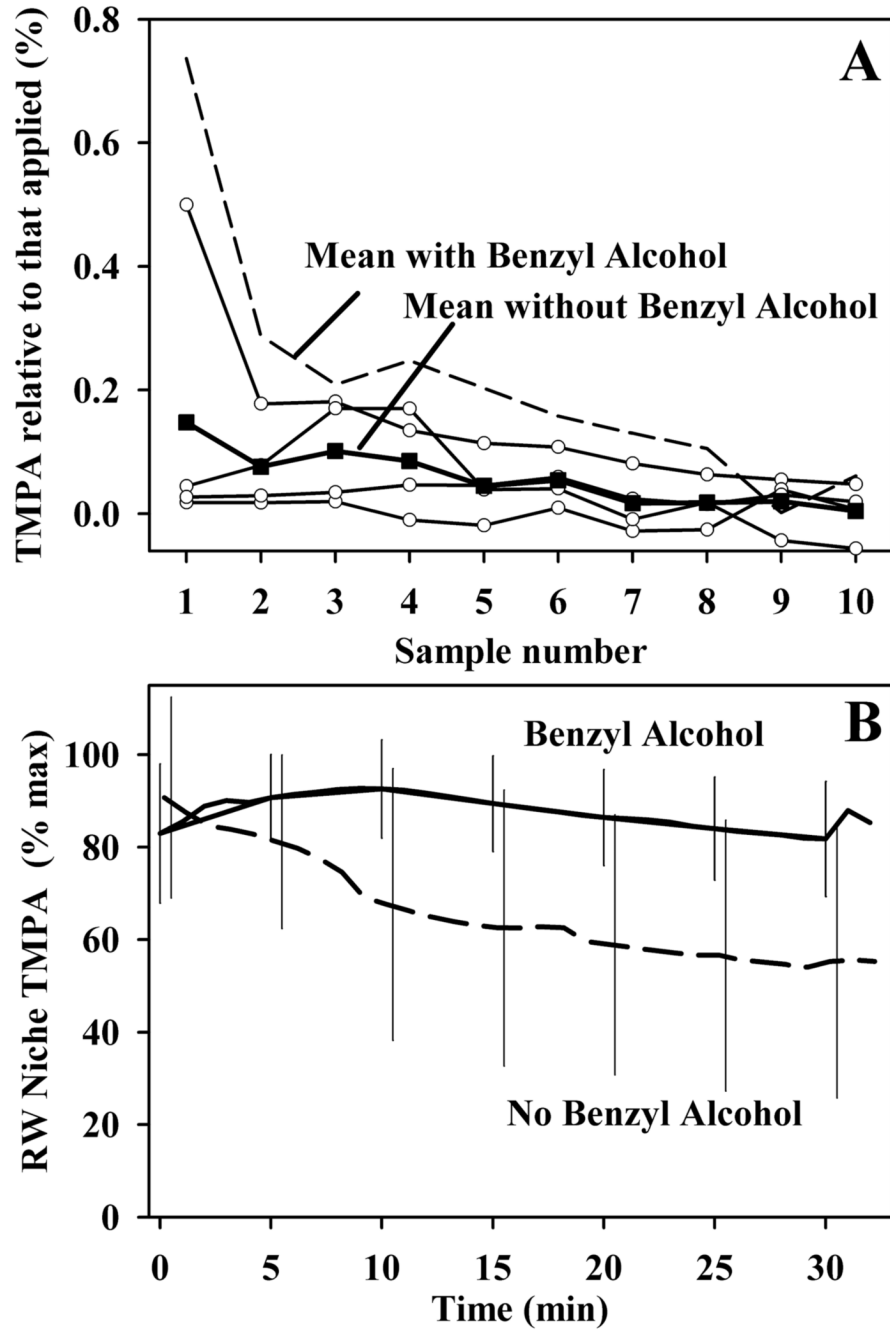 A
TMPA relative to that applied (%)
0.8
0.6
0.4
0.2
0.0
Mean with Benzyl Alcohol
Mean without Benzyl Alcohol
1 2 3 4 5 6 7 8 9 10
Sample number
B
RW Niche TMPA (% max)
100
80
60
40
20
0
Benzyl Alcohol
No Benzyl Alcohol
0 5 10 15 20 25 30
Time (min)